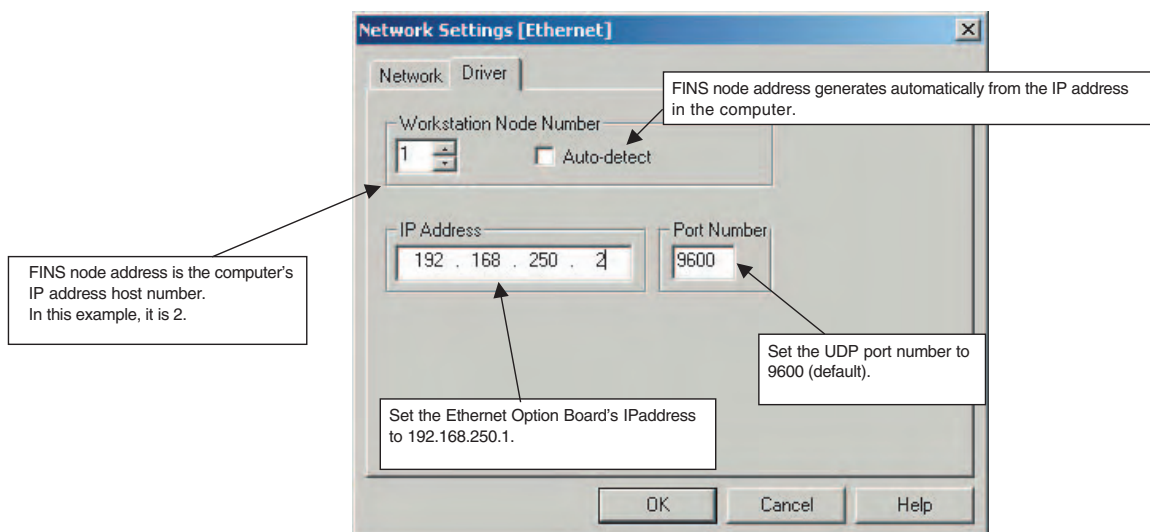 Network Settings [Ethernet]
Network Driver
FINS node address generates automatically from the IP address
in the computer.
Workstation Node Number
1
Auto-detect
IP Address
192 . 168 . 250 . 2
Port Number
9600
FINS node address is the computer's
IP address host number.
In this example, it is 2.
Set the UDP port number to
9600 (default).
Set the Ethernet Option Board's IPaddress
to 192.168.250.1.
OK Cancel Help